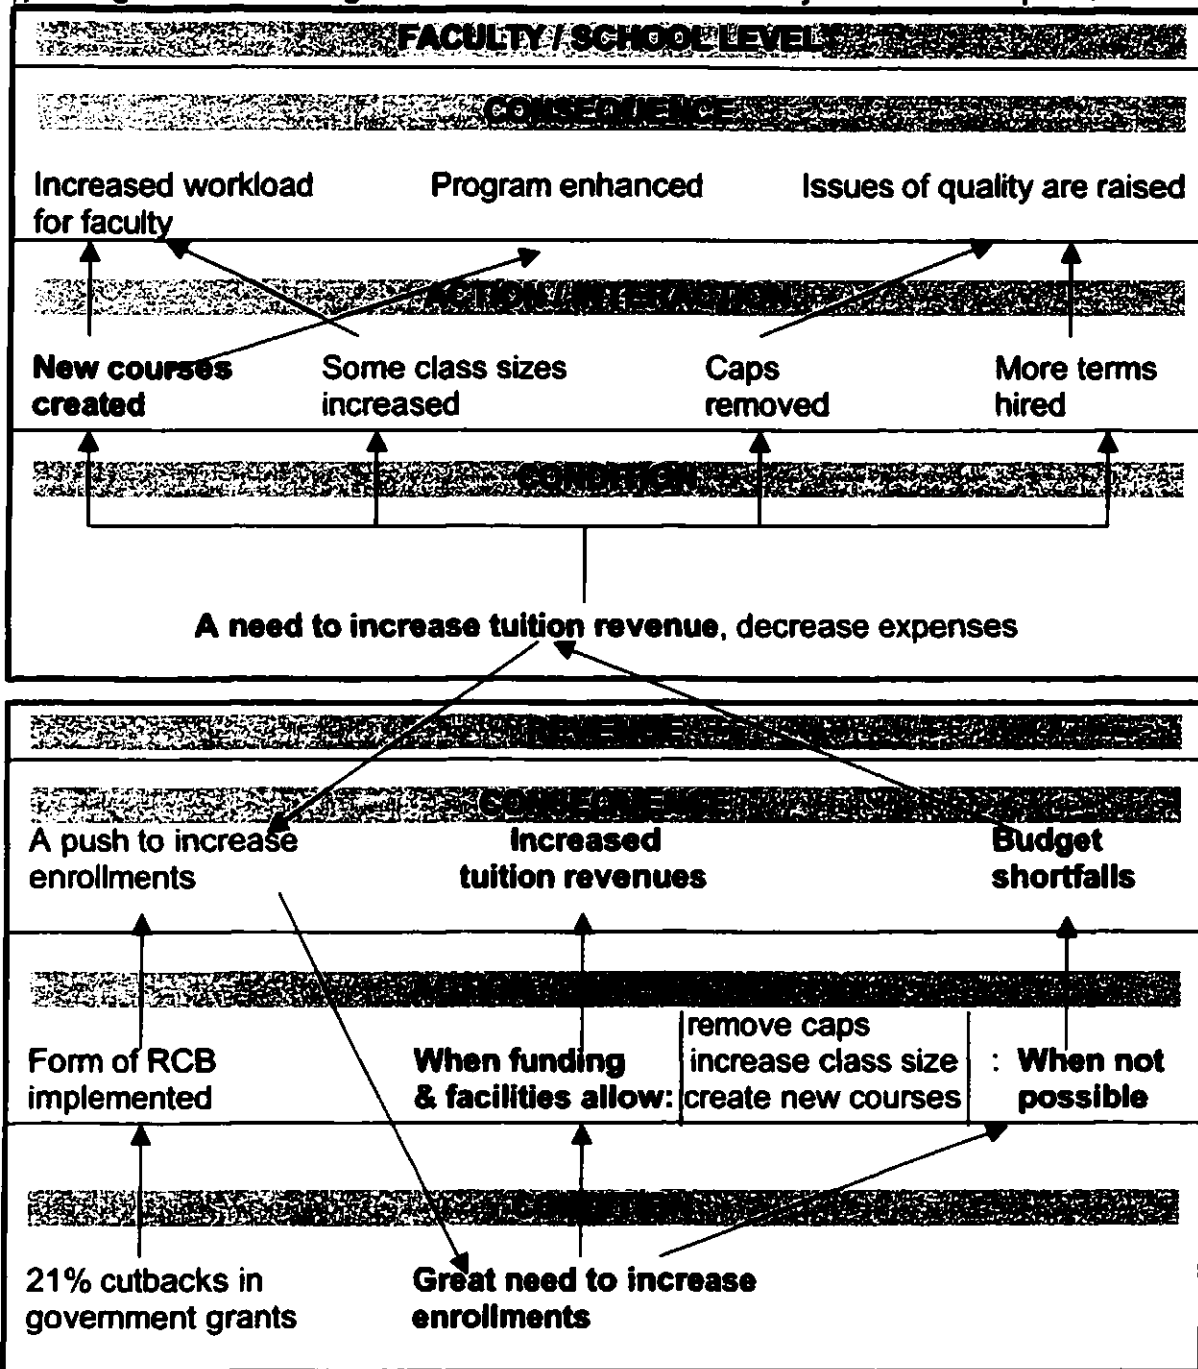 FACULTY / SCHOOL LEVEL
CONSEQUENCE
Increased workload for faculty
Program enhanced
Issues of quality are raised
ACTION / INTERACTION
New courses created
Some class sizes increased
Caps removed
More terms hired
CONDITION
A need to increase tuition revenue, decrease expenses
REVENUE
CONSEQUENCE
A push to increase enrollments
Increased tuition revenues
Budget shortfalls
Form of RCB implemented
When funding & facilities allow:
remove caps
increase class size
create new courses
: When not possible
CONDITION
21% cutbacks in government grants
Great need to increase enrollments